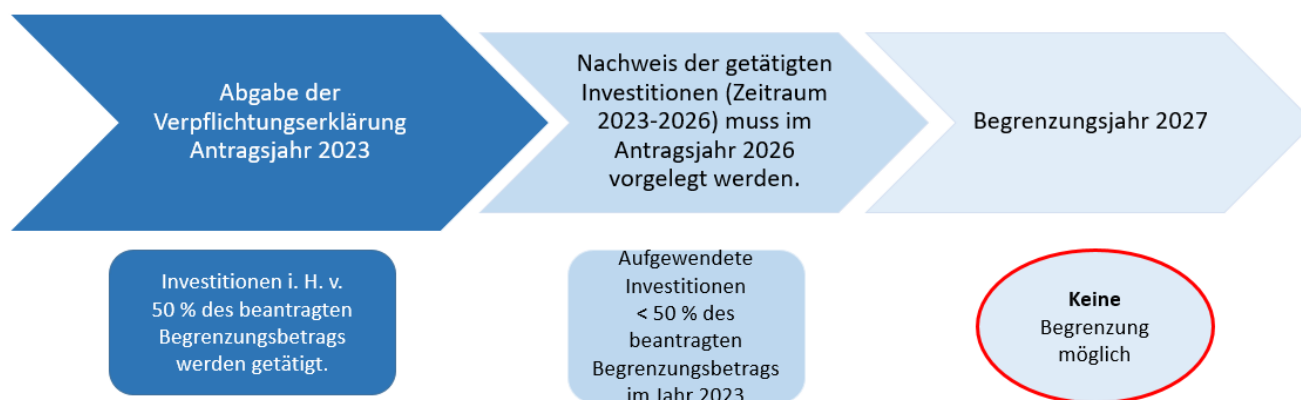 Abgabe der
Verpflichtungserklärung
Antragsjahr 2023
Nachweis der getätigten
Investitionen (Zeitraum
2023-2026) muss im
Antragsjahr 2026
vorgelegt werden.
Begrenzungsjahr 2027
Investitionen i. H. v.
50 % des beantragten
Begrenzungsbetrags
werden getätigt.
Aufgewendete
Investitionen
< 50 % des
beantragten
Begrenzungsbetrags
im Jahr 2023
Keine
Begrenzung
möglich